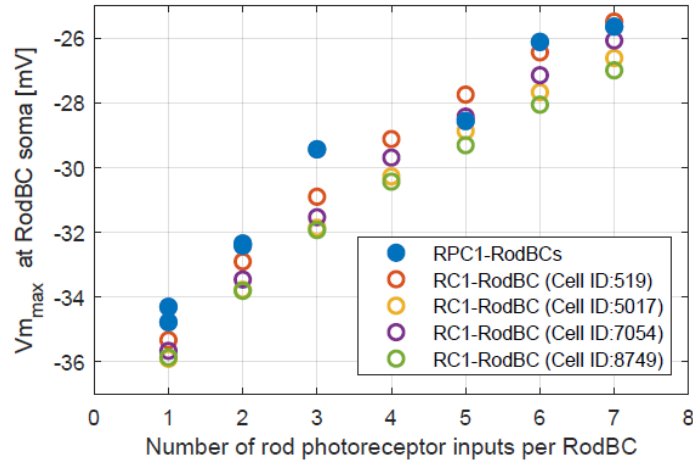 -26
-28
-30
-32
-34
-36
Vm_max at RodBC soma [mV]
RPC1-RodBCs
RC1-RodBC (Cell ID:519)
RC1-RodBC (Cell ID:5017)
RC1-RodBC (Cell ID:7054)
RC1-RodBC (Cell ID:8749)
0 1 2 3 4 5 6 7 8
Number of rod photoreceptor inputs per RodBC